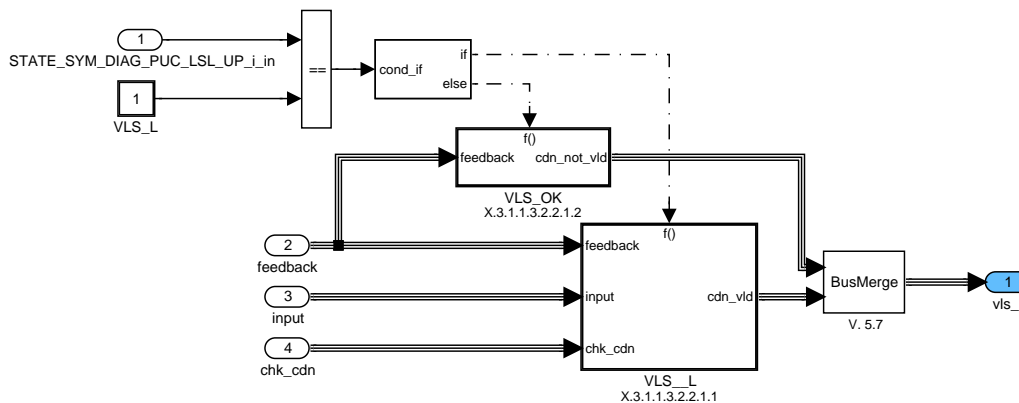 1
STATE_SYM_DIAG_PUC_LSL_UP_i_in
==
cond_if
if
else
1
VLS_L
f()
feedback
cdn_not_vld
VLS_OK
X.3.1.1.3.2.2.1.2
f()
2
feedback
feedback
3
input
input
cdn_vld
4
chk_cdn
chk_cdn
VLS__L
X.3.1.1.3.2.2.1.1
BusMerge
V. 5.7
1
vls_